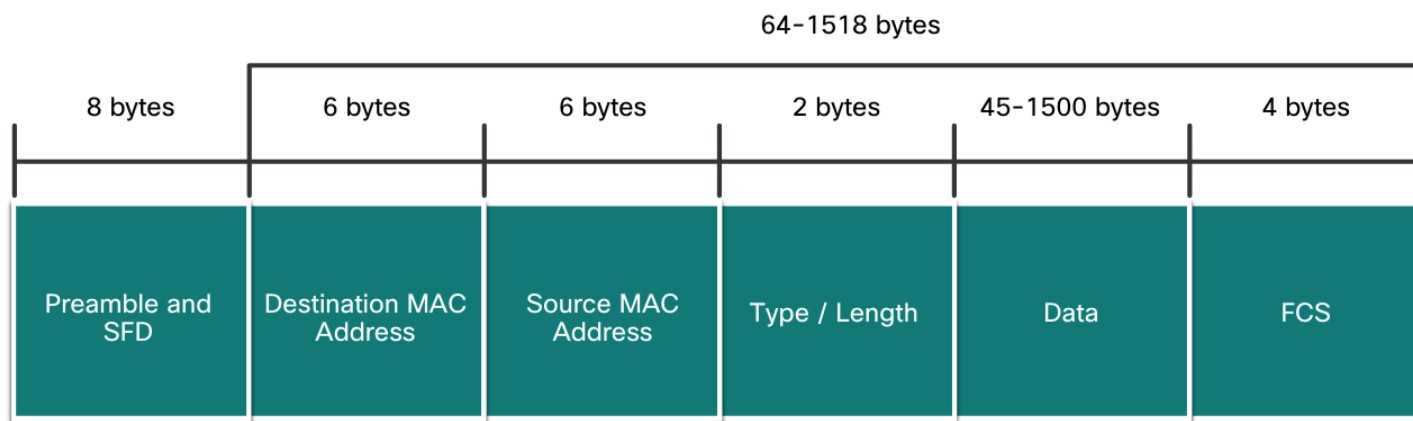 64-1518 bytes
8 bytes
6 bytes
6 bytes
2 bytes
45-1500 bytes
4 bytes
Preamble and
SFD
Destination MAC
Address
Source MAC
Address
Type / Length
Data
FCS